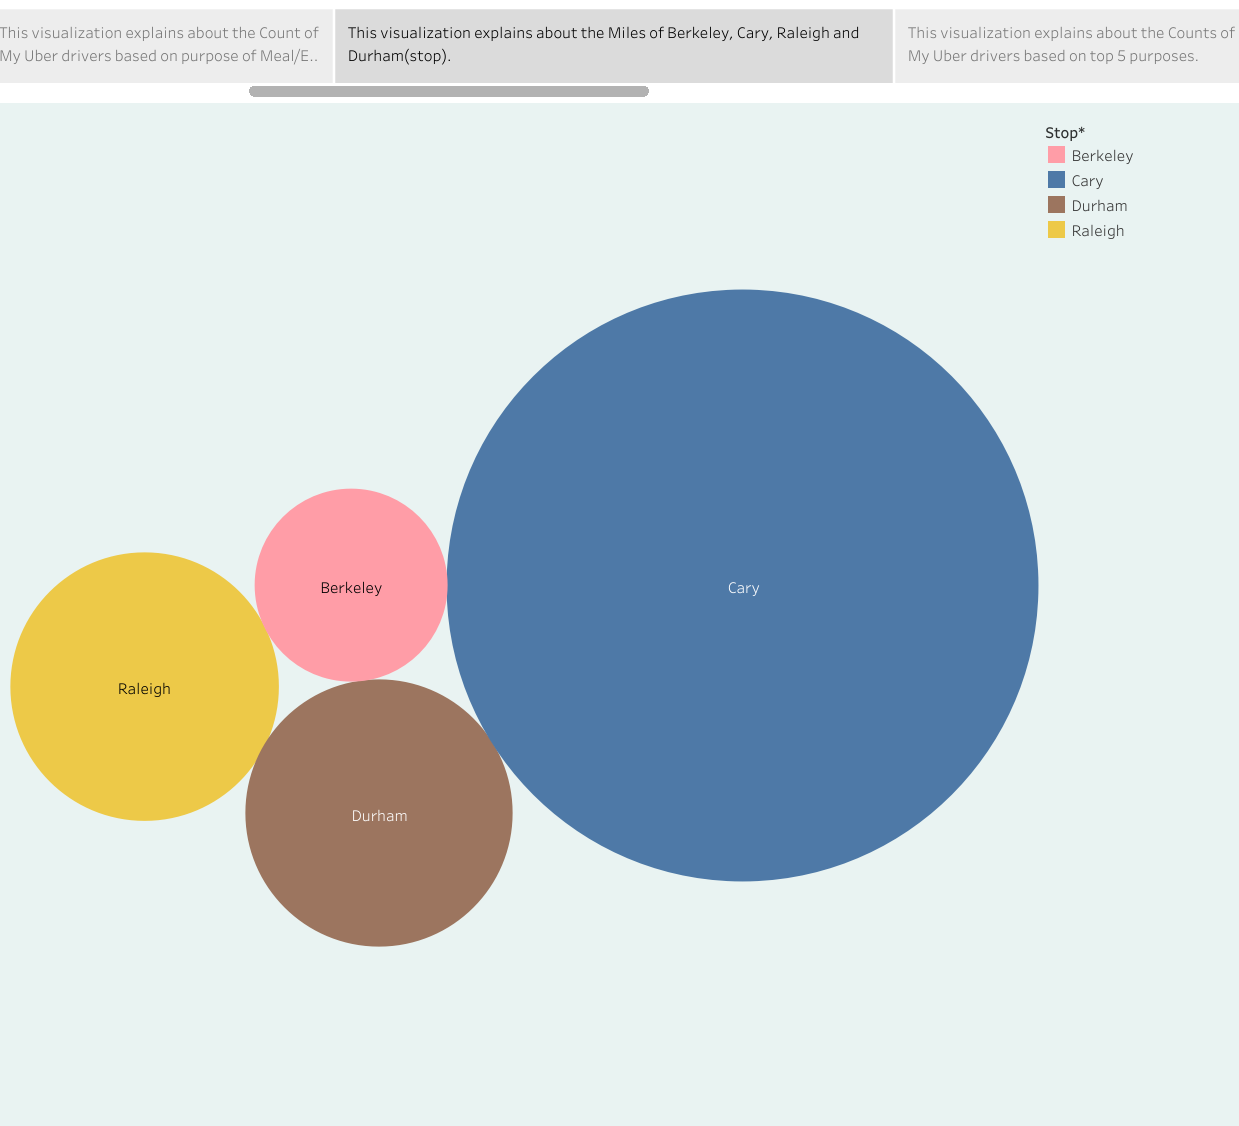 This visualization explains about the Count of
My Uber drivers based on purpose of Meal/E..
This visualization explains about the Miles of Berkeley, Cary, Raleigh and
Durham(stop).
This visualization explains about the Counts of
My Uber drivers based on top 5 purposes.
Stop*
Berkeley
Cary
Durham
Raleigh
Berkeley
Cary
Raleigh
Durham